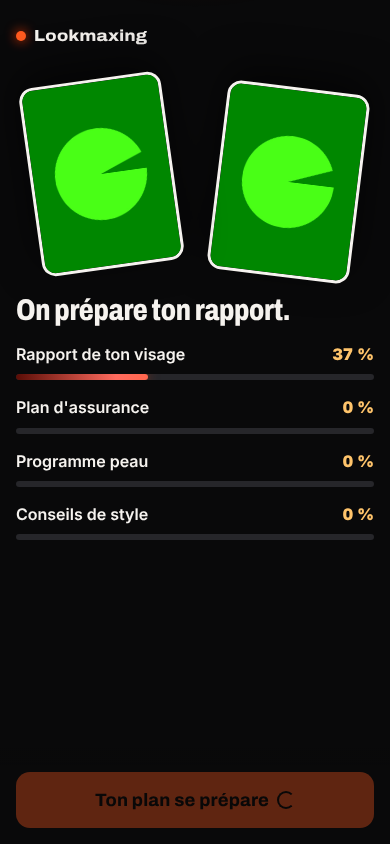 Lookmaxing
On prépare ton rapport.
Rapport de ton visage 37 %
Plan d'assurance 0 %
Programme peau 0 %
Conseils de style 0 %
Ton plan se prépare